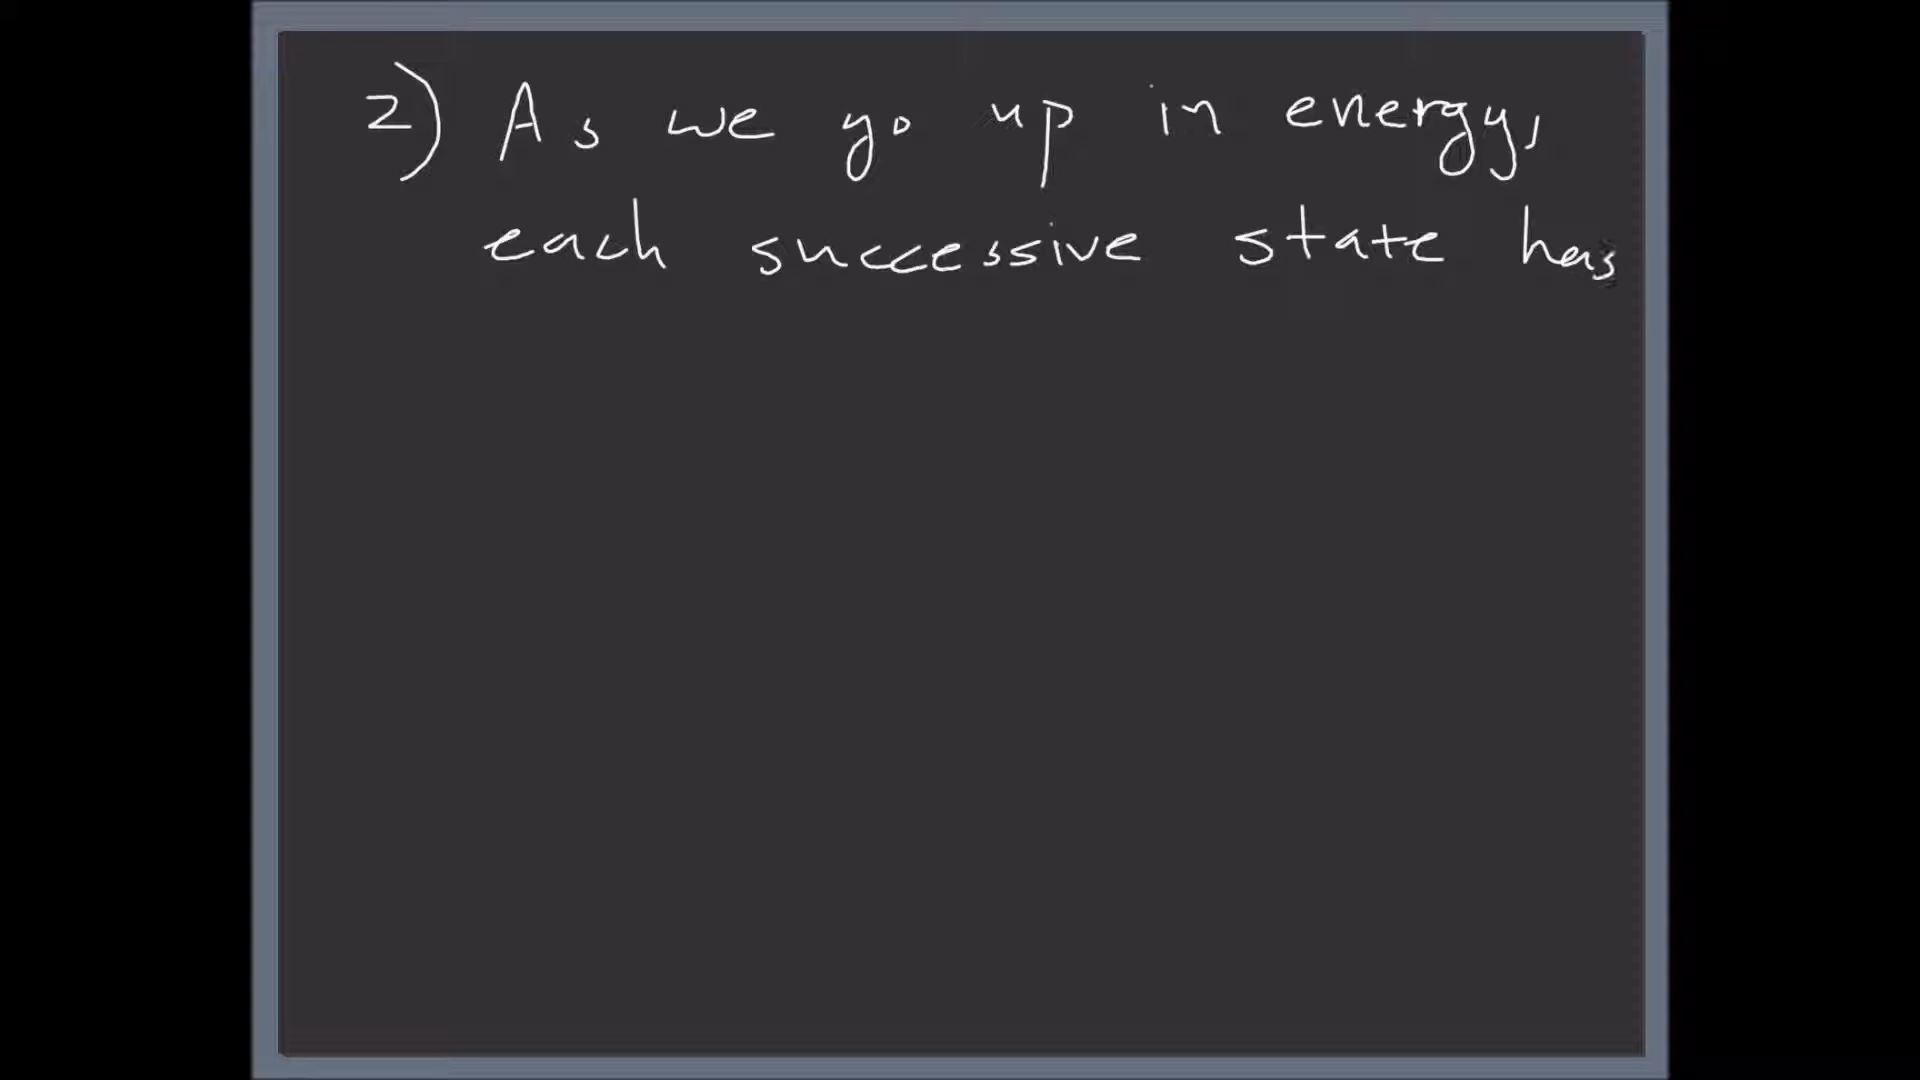 2) As we go up in energy,
each successive state has